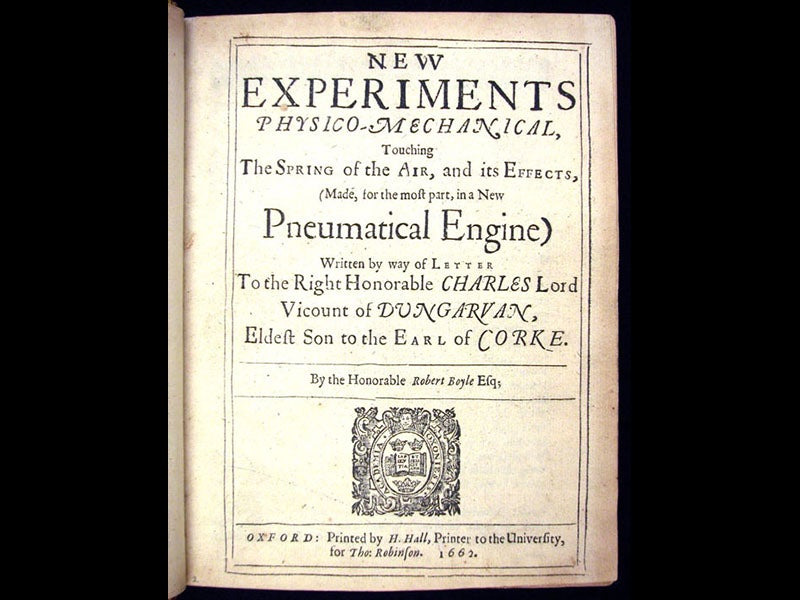 NEW
EXPERIMENTS
PHYSICO-MECHANICAL,
Touching
The SPRING of the AIR, and its EFFECTS,
(Made, for the moſt part, in a New
Pneumatical Engine)
Written by way of LETTER
To the Right Honorable CHARLES Lord
Vicount of DUNGARVAN,
Eldeſt Son to the EARL of CORKE.
By the Honorable Robert Boyle Eſq;
ACADEMIA OXONIENSIS
OXFORD: Printed by H. Hall, Printer to the Univerſity,
for Tho: Robinſon. 1662.